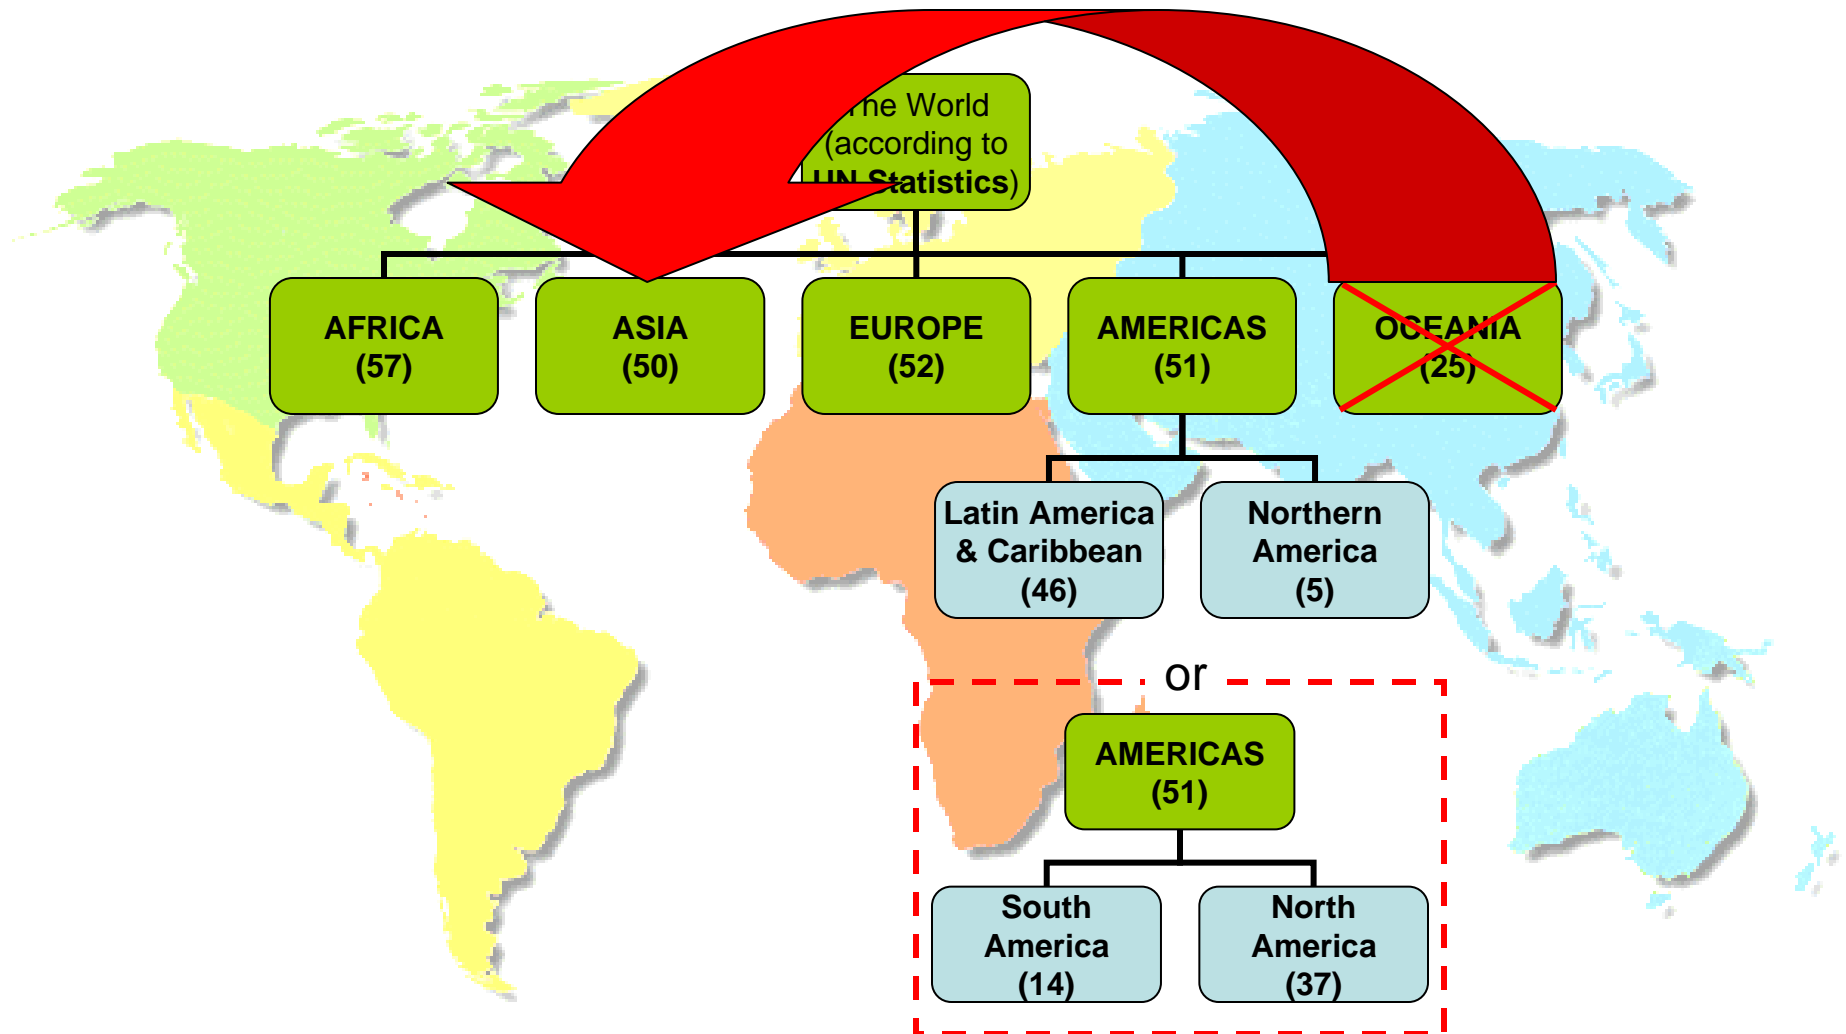 The World
(according to
UN Statistics)
AFRICA
(57)
ASIA
(50)
EUROPE
(52)
AMERICAS
(51)
OCEANIA
(25)
Latin America
& Caribbean
(46)
Northern
America
(5)
or
AMERICAS
(51)
South
America
(14)
North
America
(37)